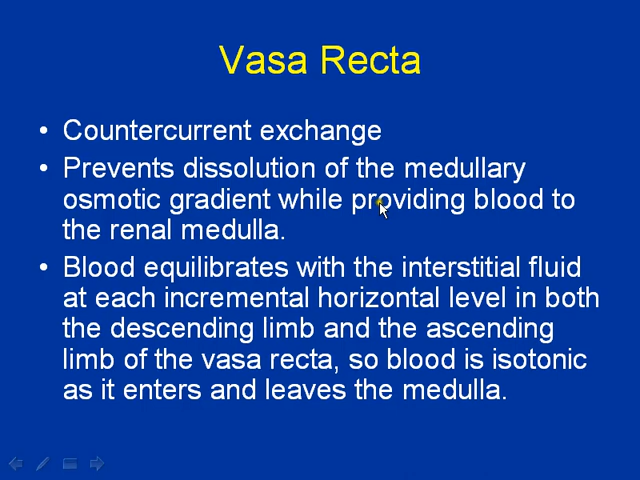 Vasa Recta
• Countercurrent exchange
• Prevents dissolution of the medullary
osmotic gradient while providing blood to
the renal medulla.
• Blood equilibrates with the interstitial fluid
at each incremental horizontal level in both
the descending limb and the ascending
limb of the vasa recta, so blood is isotonic
as it enters and leaves the medulla.